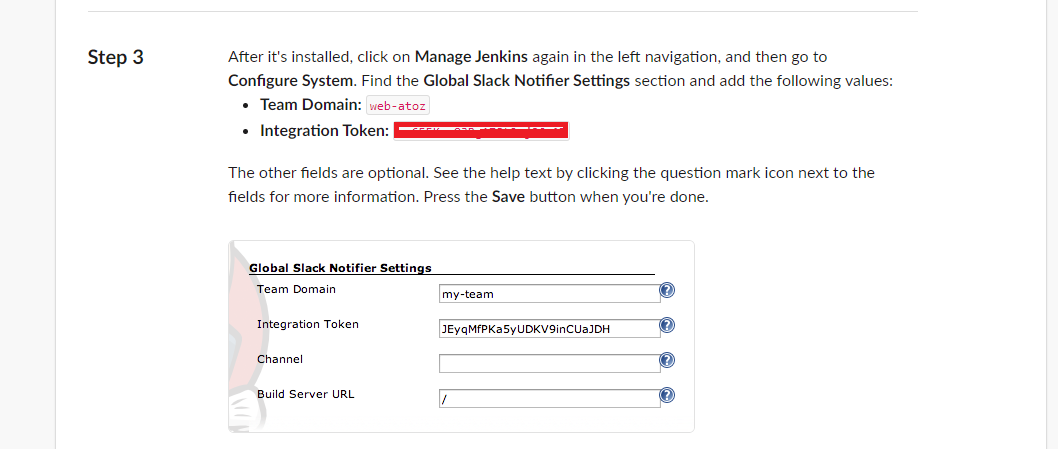 Step 3
After it's installed, click on Manage Jenkins again in the left navigation, and then go to
Configure System. Find the Global Slack Notifier Settings section and add the following values:
• Team Domain: web-atoz
• Integration Token:
The other fields are optional. See the help text by clicking the question mark icon next to the
fields for more information. Press the Save button when you're done.
Global Slack Notifier Settings
Team Domain my-team ?
Integration Token JEyqMfPKa5yUDKV9inCUaJDH ?
Channel ?
Build Server URL / ?